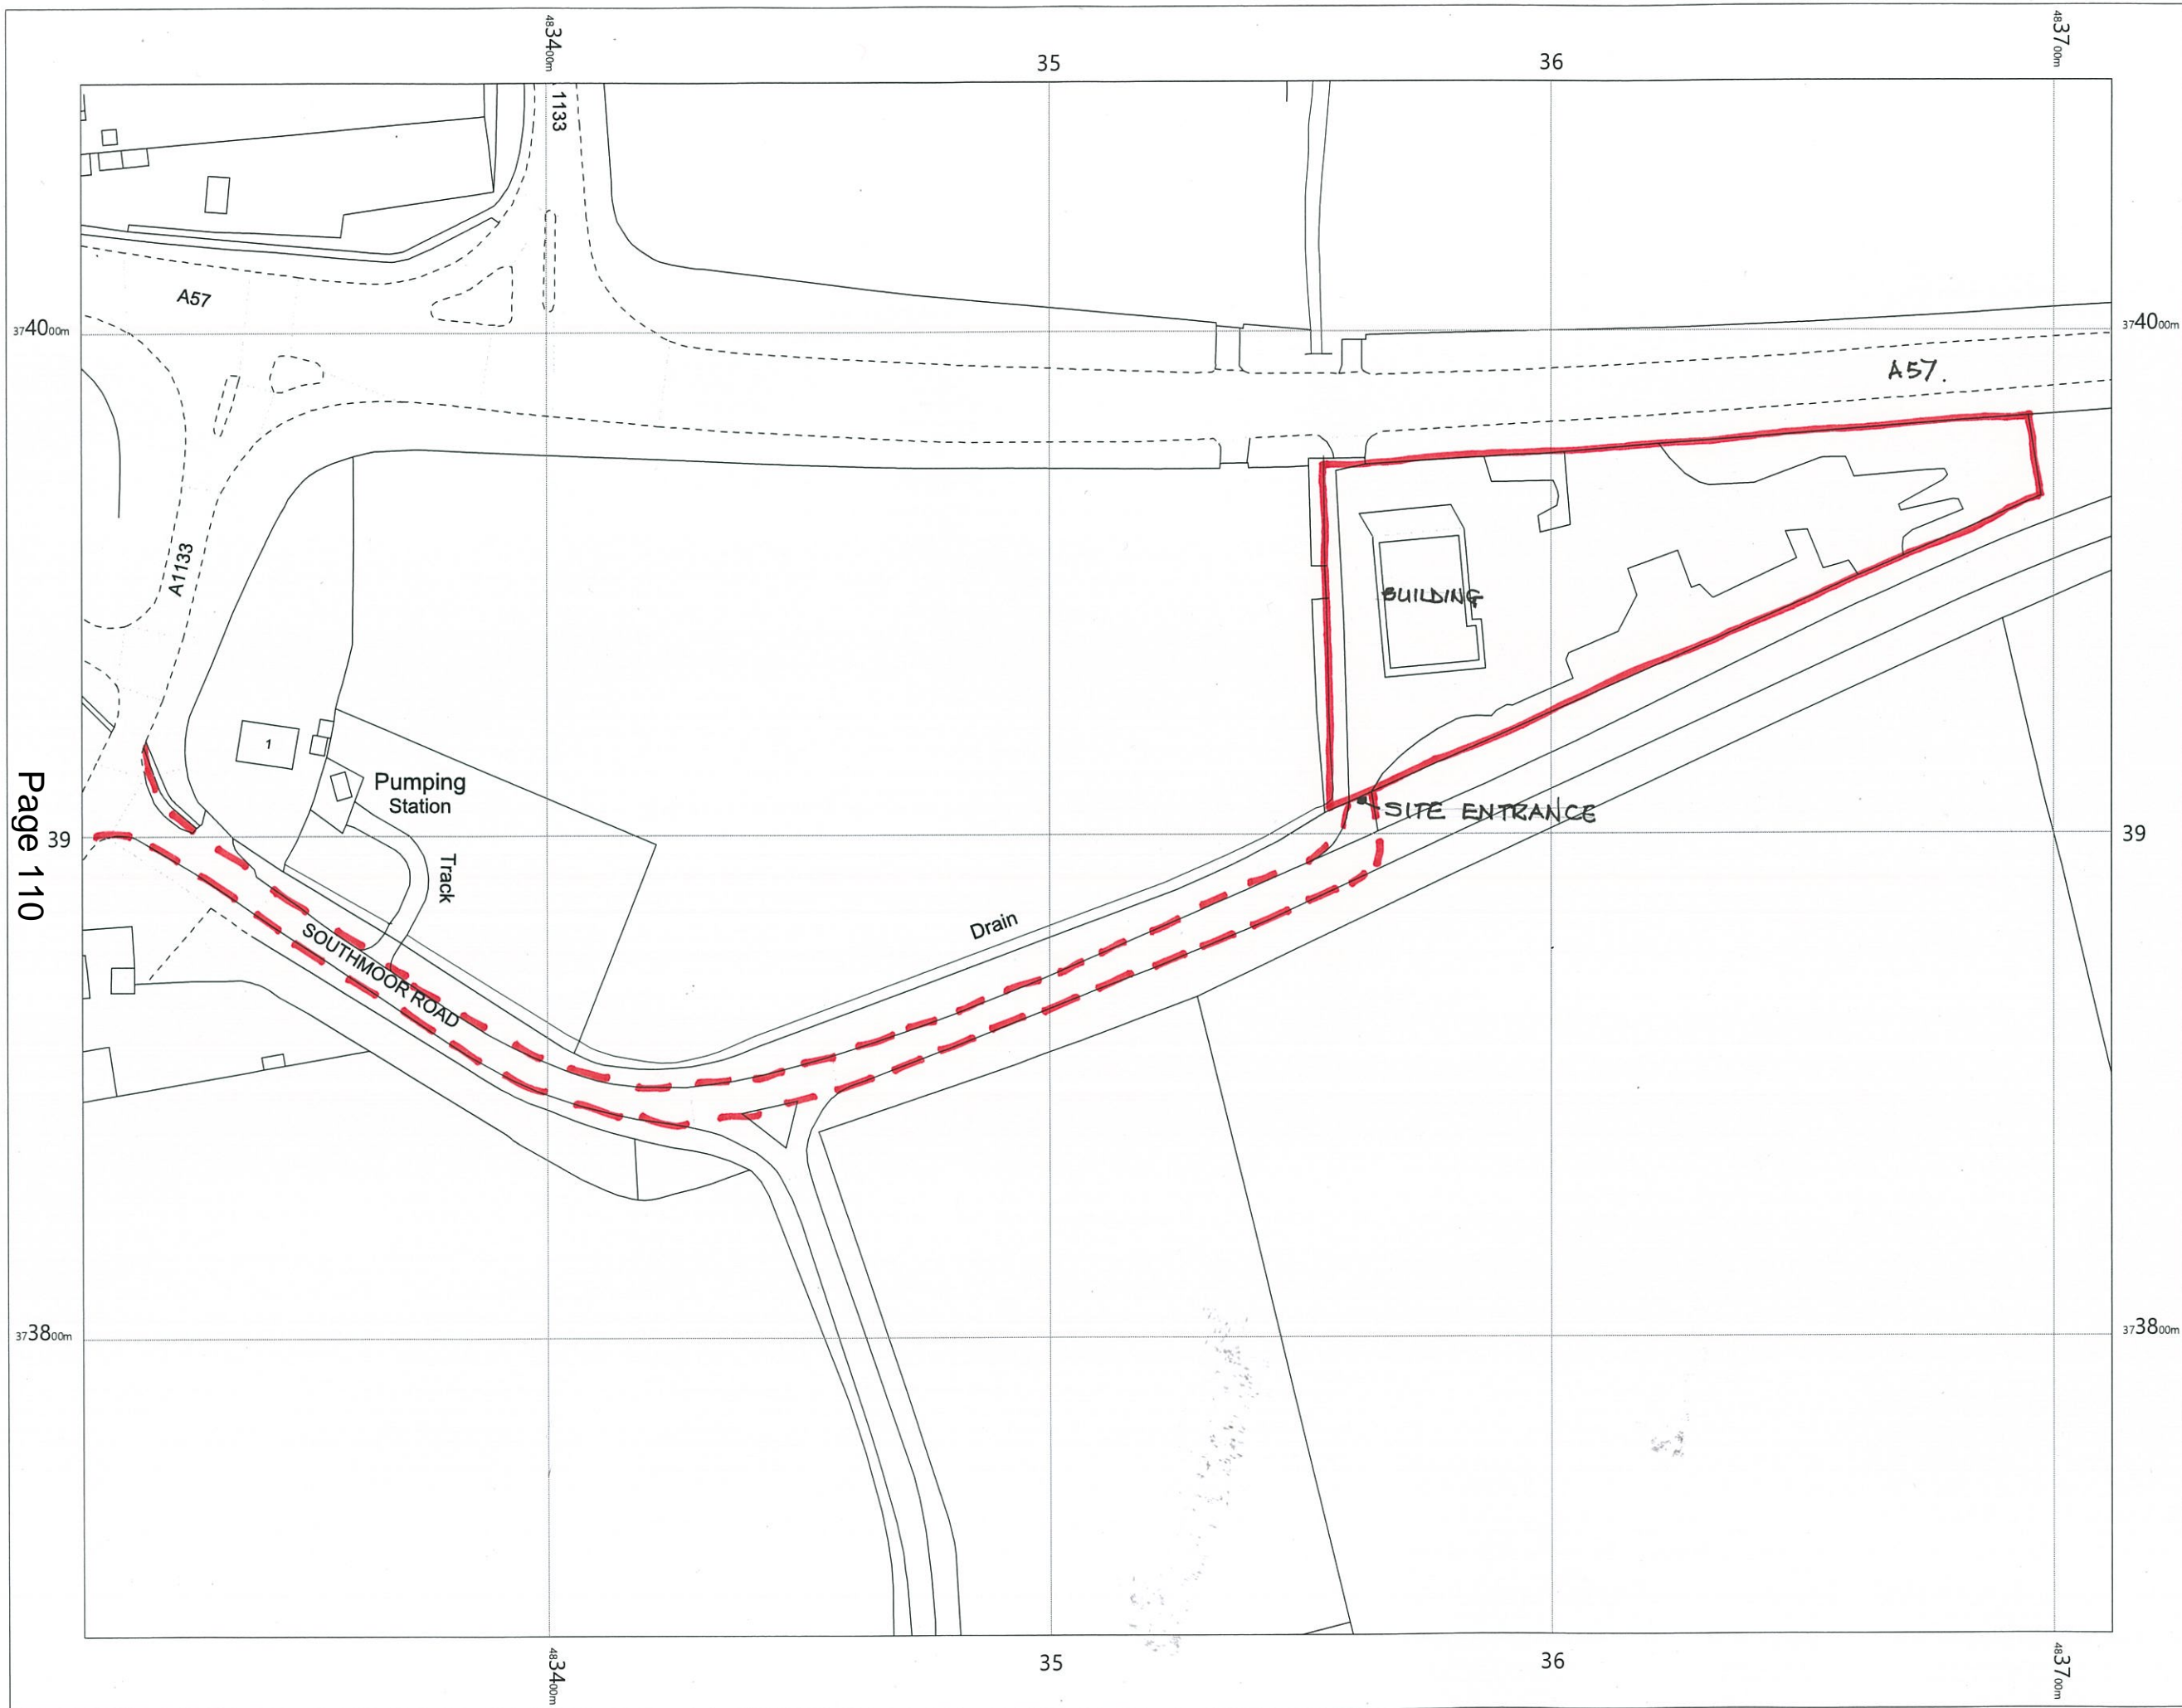 4834 00m
35
36
4837 00m
1133
A57
3740 00m
3740 00m
A57.
A1133
BUILDING
1
Pumping
Station
SITE ENTRANCE
39
39
Page 110
Track
Drain
SOUTHMOOR ROAD
3738 00m
3738 00m
4834 00m
35
36
4837 00m